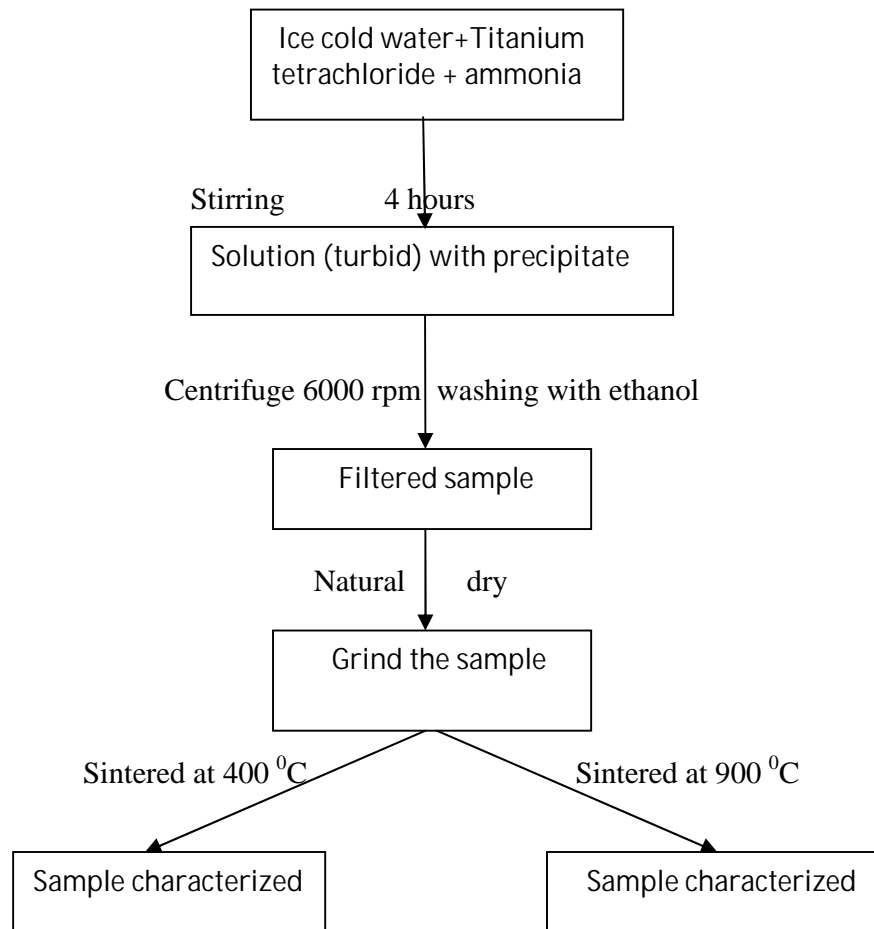 Ice cold water+Titanium
tetrachloride + ammonia
Stirring 4 hours
Solution (turbid) with precipitate
Centrifuge 6000 rpm washing with ethanol
Filtered sample
Natural dry
Grind the sample
Sintered at 400 ⁰C
Sintered at 900 ⁰C
Sample characterized
Sample characterized